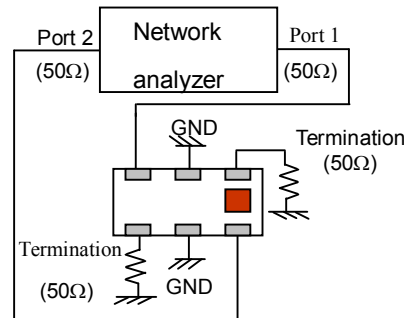 Port 2
Network
analyzer
Port 1
(50Ω)
(50Ω)
GND
Termination
(50Ω)
Termination
(50Ω)
GND